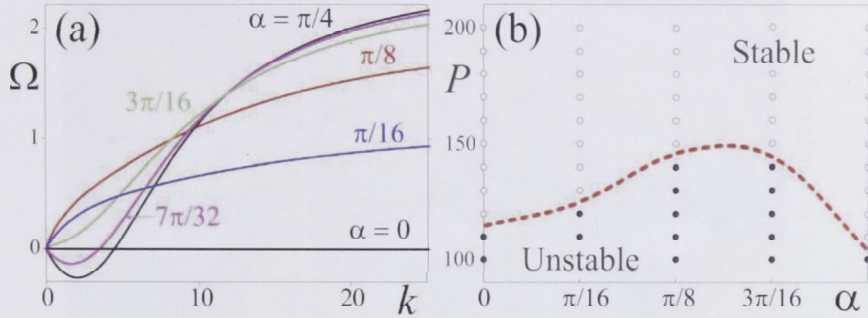 (a)
α = π/4
π/8
3π/16
π/16
7π/32
α = 0
Ω
2
1
0
0
10
20
k
(b)
Stable
Unstable
P
200
150
100
0
π/16
π/8
3π/16
α